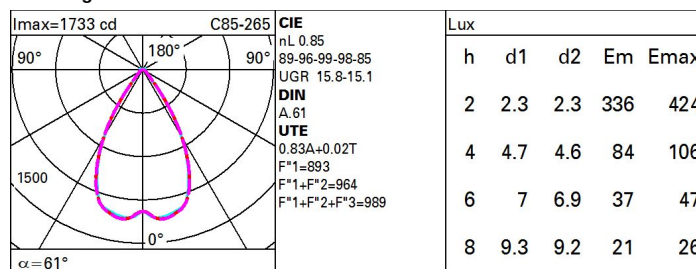 Imax=1733 cd C85-265
90° 180° 90°
1500
0°
α=61°
CIE
nL 0.85
89-96-99-98-85
UGR 15.8-15.1
DIN
A.61
UTE
0.83A+0.02T
F"1=893
F"1+F"2=964
F"1+F"2+F"3=989
Lux
h d1 d2 Em Emax
2 2.3 2.3 336 424
4 4.7 4.6 84 106
6 7 6.9 37 47
8 9.3 9.2 21 26